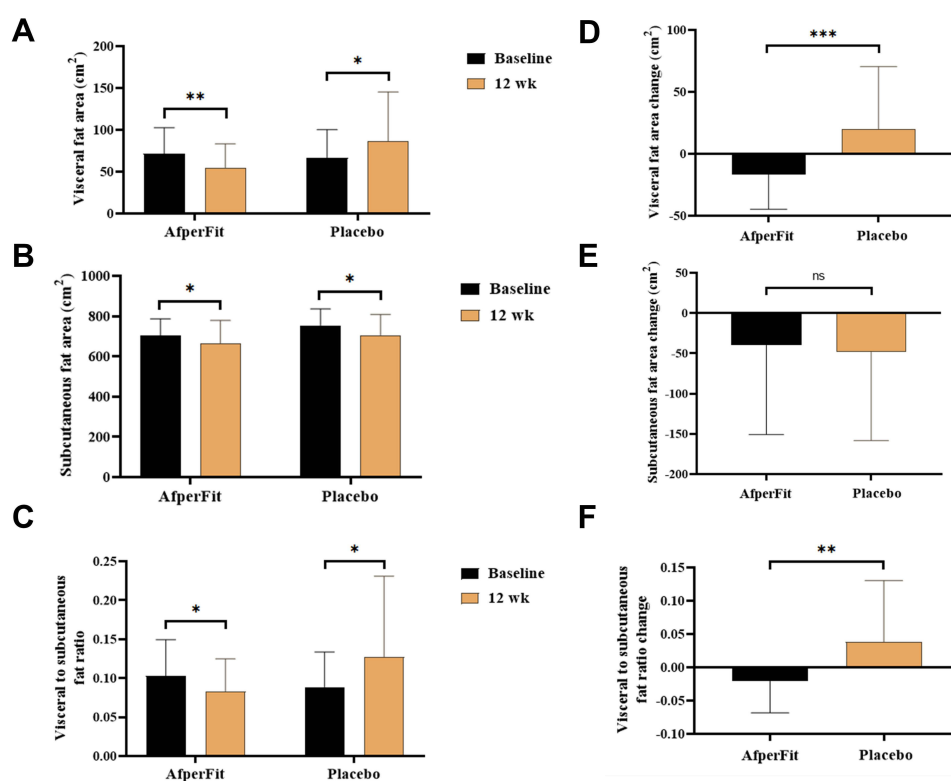 A
Visceral fat area (cm²)
200
150
100
50
0
**
*
AfperFit
Placebo
Baseline
12 wk
D
Visceral fat area change (cm²)
100
50
0
-50
***
AfperFit
Placebo
B
Subcutaneous fat area (cm²)
1000
800
600
400
200
0
*
*
AfperFit
Placebo
Baseline
12 wk
E
Subcutaneous fat area change (cm²)
50
0
-50
-100
-150
-200
ns
AfperFit
Placebo
C
Visceral to subcutaneous
fat ratio
0.25
0.20
0.15
0.10
0.05
0.00
*
*
AfperFit
Placebo
Baseline
12 wk
F
Visceral to subcutaneous
fat ratio change
0.15
0.10
0.05
0.00
-0.05
-0.10
**
AfperFit
Placebo